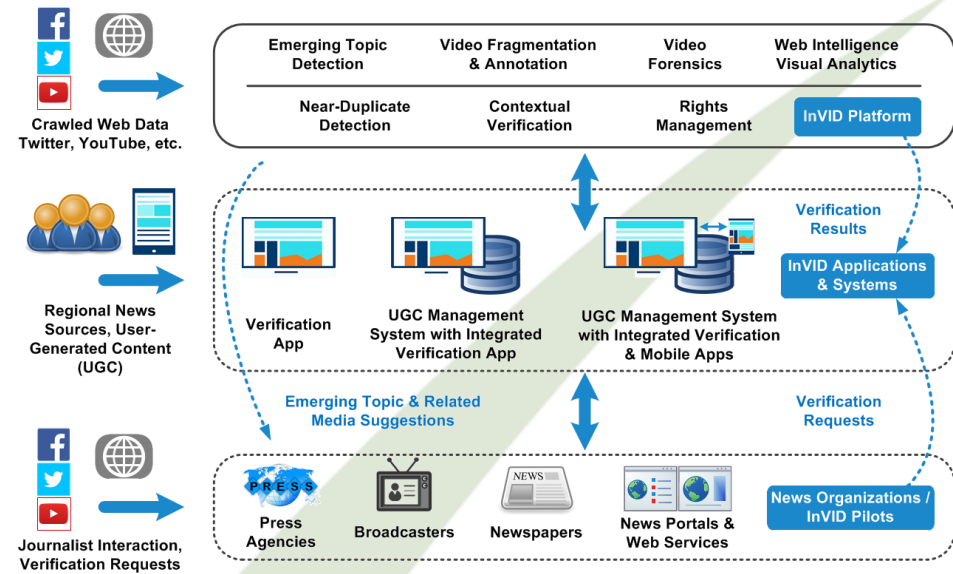 Emerging Topic
Detection
Video Fragmentation
& Annotation
Video
Forensics
Web Intelligence
Visual Analytics
Near-Duplicate
Detection
Contextual
Verification
Rights
Management
InVID Platform
Crawled Web Data
Twitter, YouTube, etc.
Verification
Results
InVID Applications
& Systems
Regional News
Sources, User-
Generated Content
(UGC)
Verification
App
UGC Management
System with Integrated
Verification App
UGC Management System
with Integrated Verification
& Mobile Apps
Emerging Topic & Related
Media Suggestions
Verification
Requests
PRESS
Press
Agencies
Broadcasters
NEWS
Newspapers
News Portals &
Web Services
News Organizations /
InVID Pilots
Journalist Interaction,
Verification Requests